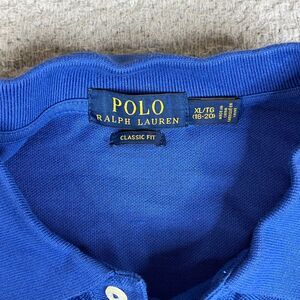 POLO
RALPH LAUREN
CLASSIC FIT
XL/TG
(18-20)